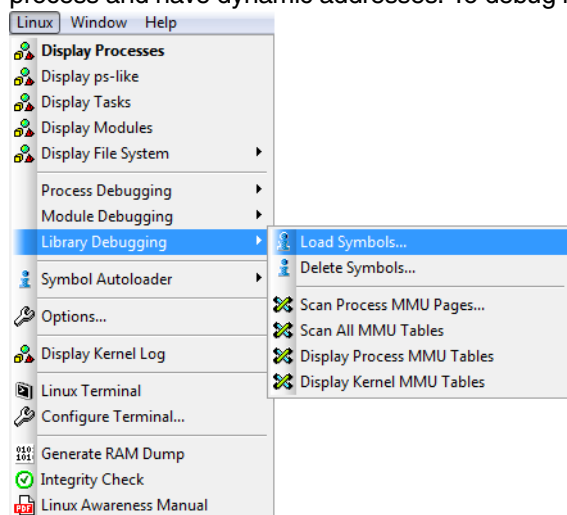 process and have dynamic addresses. To debug
Linux Window Help
Display Processes
Display ps-like
Display Tasks
Display Modules
Display File System
Process Debugging
Module Debugging
Library Debugging
Load Symbols...
Delete Symbols...
Scan Process MMU Pages...
Scan All MMU Tables
Display Process MMU Tables
Display Kernel MMU Tables
Symbol Autoloader
Options...
Display Kernel Log
Linux Terminal
Configure Terminal...
Generate RAM Dump
Integrity Check
Linux Awareness Manual